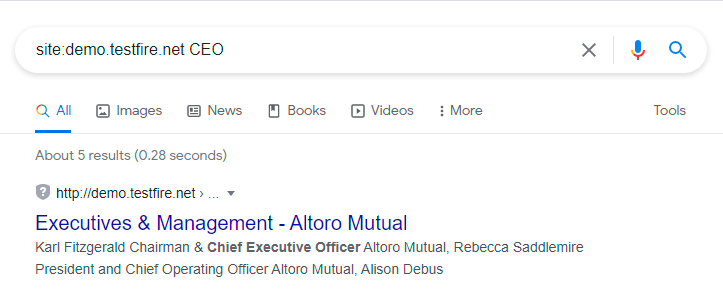 site:demo.testfire.net CEO
All Images News Books Videos More Tools
About 5 results (0.28 seconds)
http://demo.testfire.net › ...
Executives & Management - Altoro Mutual
Karl Fitzgerald Chairman & Chief Executive Officer Altoro Mutual, Rebecca Saddlemire
President and Chief Operating Officer Altoro Mutual, Alison Debus